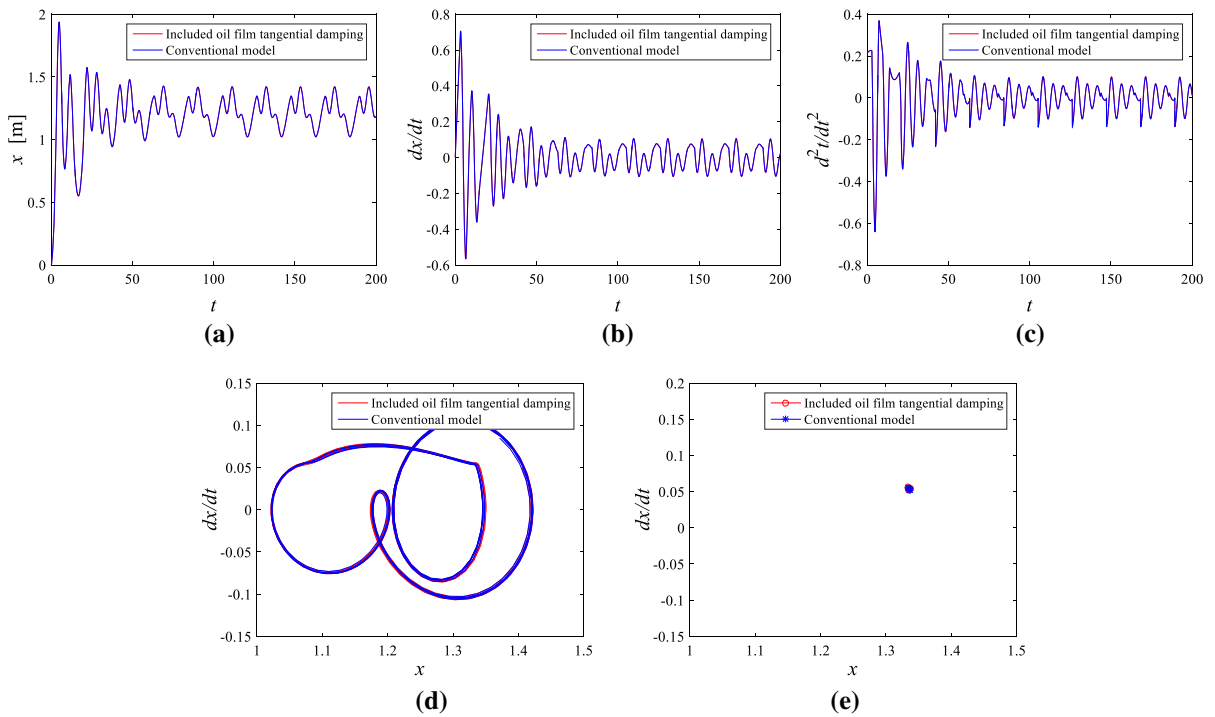 2
1.5
1
0.5
0
x [m]
0 50 100 150 200
t
Included oil film tangential damping
Conventional model
(a)
0.8
0.6
0.4
0.2
0
-0.2
-0.4
-0.6
dx/dt
0 50 100 150 200
t
Included oil film tangential damping
Conventional model
(b)
0.4
0.2
0
-0.2
-0.4
-0.6
-0.8
d²t/dt²
0 50 100 150 200
t
Included oil film tangential damping
Conventional model
(c)
0.15
0.1
0.05
0
-0.05
-0.1
-0.15
dx/dt
1 1.1 1.2 1.3 1.4 1.5
x
Included oil film tangential damping
Conventional model
(d)
0.2
0.15
0.1
0.05
0
-0.05
-0.1
-0.15
dx/dt
1 1.1 1.2 1.3 1.4 1.5
x
Included oil film tangential damping
Conventional model
(e)